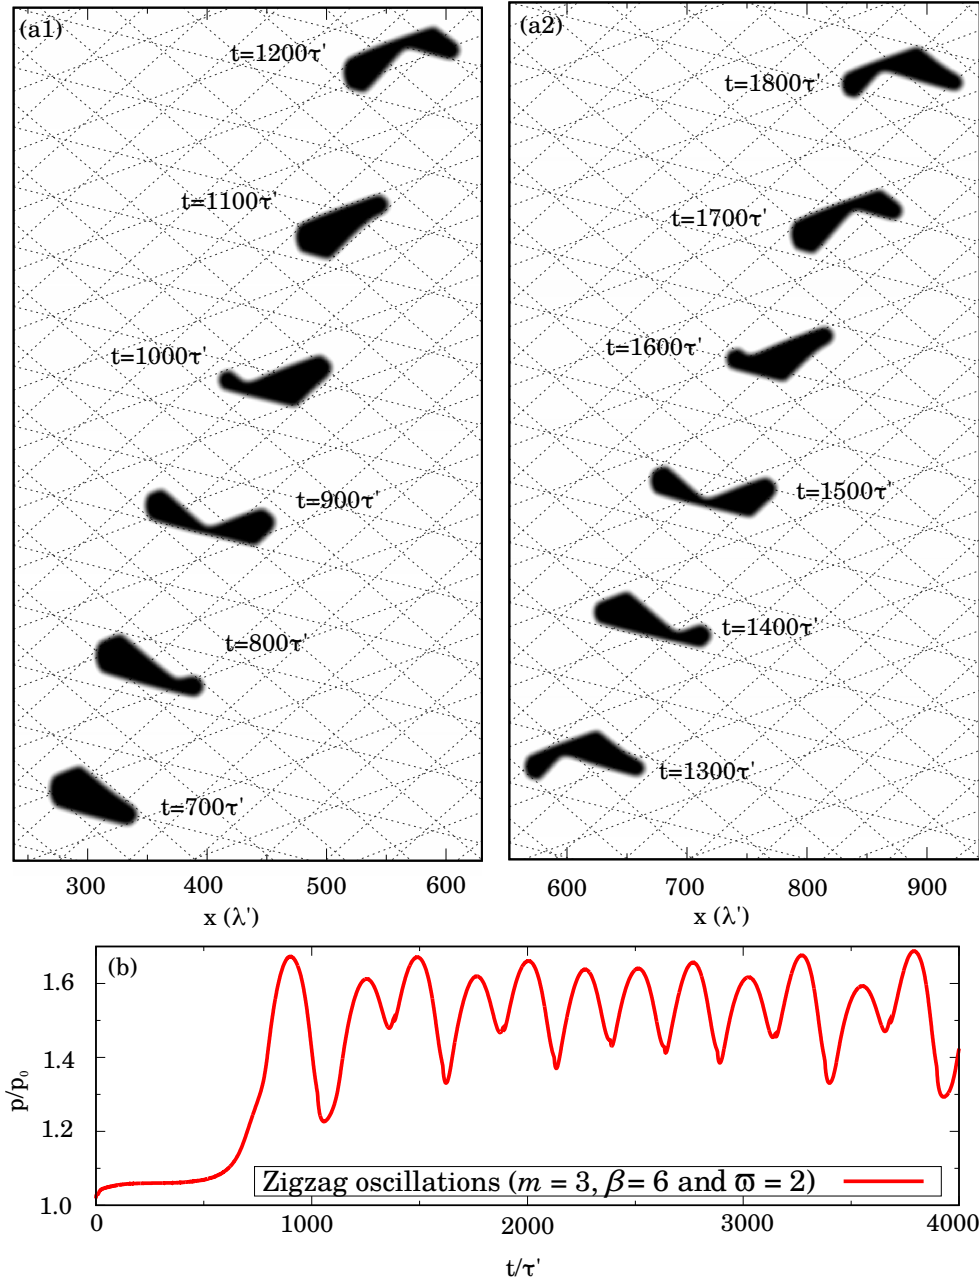 (a1)
t=1200τ'
t=1100τ'
t=1000τ'
t=900τ'
t=800τ'
t=700τ'
300 400 500 600
x (λ')
(a2)
t=1800τ'
t=1700τ'
t=1600τ'
t=1500τ'
t=1400τ'
t=1300τ'
600 700 800 900
x (λ')
(b)
1.6
1.4
1.2
1.0
p/p₀
Zigzag oscillations (m = 3, β= 6 and ϖ = 2)
0 1000 2000 3000 4000
t/τ'